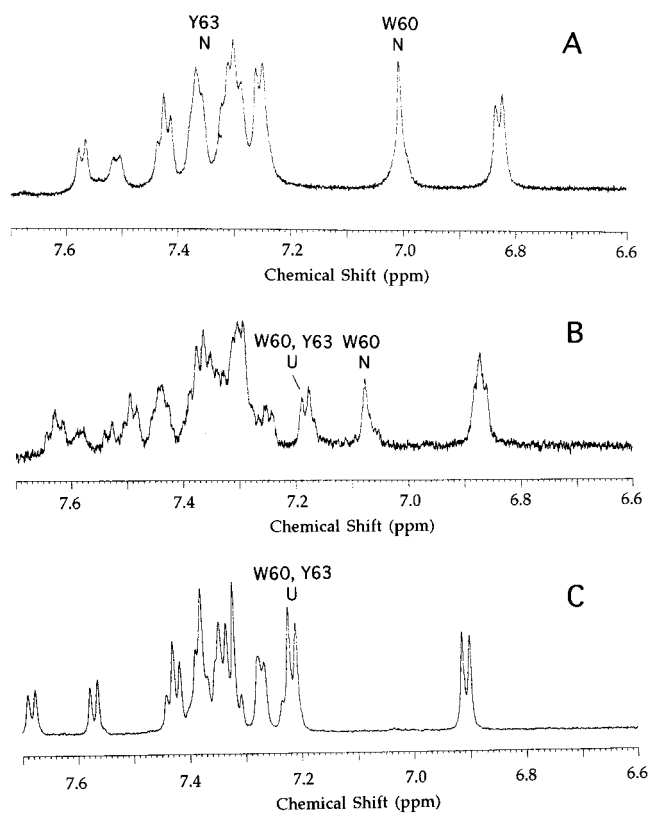 Y63 W60
N N A
7.6 7.4 7.2 7.0 6.8 6.6
Chemical Shift (ppm)
W60, Y63 W60 B
U N
7.6 7.4 7.2 7.0 6.8 6.6
Chemical Shift (ppm)
W60, Y63
U C
7.6 7.4 7.2 7.0 6.8 6.6
Chemical Shift (ppm)